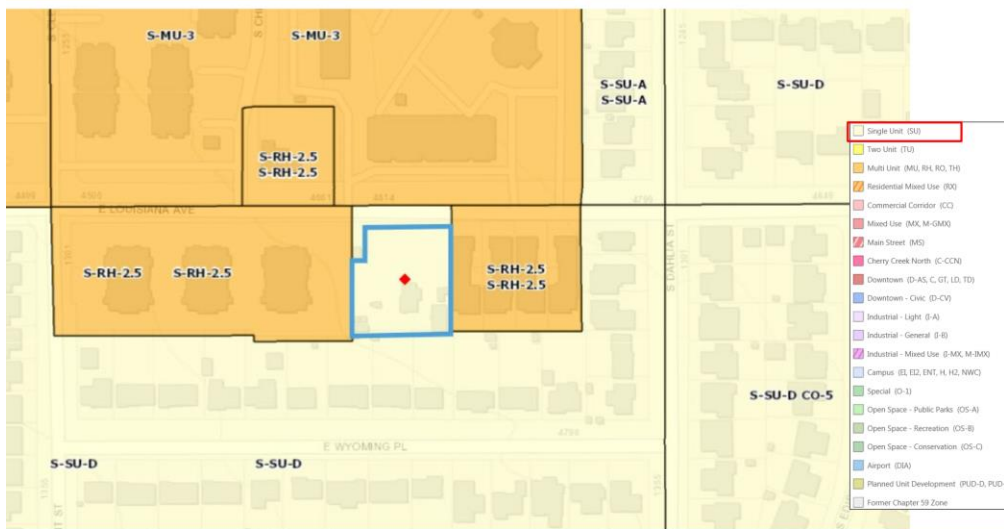 S-MU-3
S-MU-3
S-SU-A
S-SU-A
S-SU-D
S-RH-2.5
S-RH-2.5
E LOUISIANA AVE
4799
S-RH-2.5
S-RH-2.5
S-RH-2.5
S-RH-2.5
S DAHLIA ST
S-SU-D CO-5
4799
E WYOMING PL
S-SU-D
S-SU-D
Single Unit (SU)
Two Unit (TU)
Multi Unit (MU, RH, RO, TH)
Residential Mixed Use (RX)
Commercial Corridor (CC)
Mixed Use (MX, M-GMX)
Main Street (MS)
Cherry Creek North (C-CCN)
Downtown (D-AS, C, GT, LD, TD)
Downtown - Civic (D-CV)
Industrial - Light (I-A)
Industrial - General (I-B)
Industrial - Mixed Use (I-MX, M-IMX)
Campus (EI, EI2, ENT, H, H2, NWC)
Special (O-1)
Open Space - Public Parks (OS-A)
Open Space - Recreation (OS-B)
Open Space - Conservation (OS-C)
Airport (DIA)
Planned Unit Development (PUD-D, PUD-
Former Chapter 59 Zone